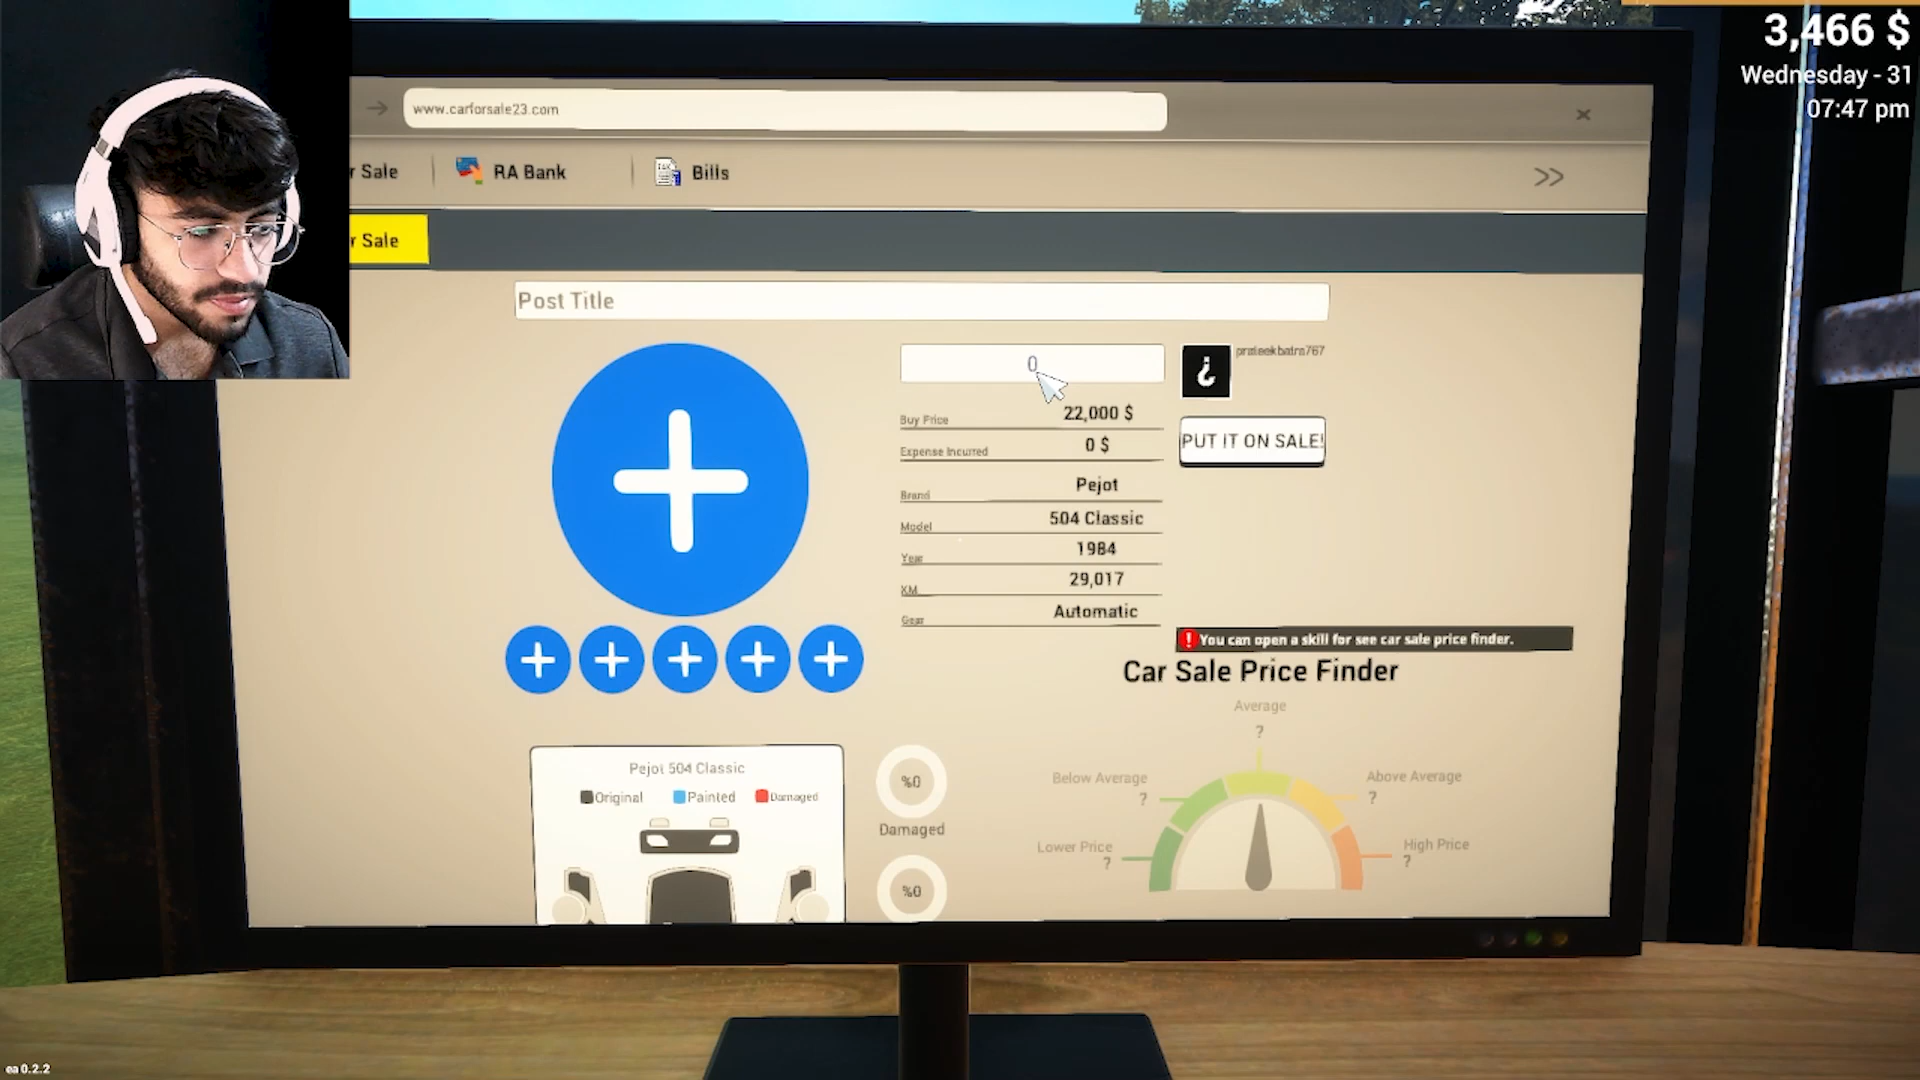 3,466 $
Wednesday - 31
07:47 pm
www.carforsale23.com
r Sale
RA Bank
Bills
r Sale
Post Title
0
prateekbatra767
Buy Price 22,000 $
PUT IT ON SALE!
Expense Incurred 0 $
Brand Pejot
Model 504 Classic
Year 1984
KM 29,017
Gear Automatic
You can open a skill for see car sale price finder.
Car Sale Price Finder
Average
?
Below Average
?
Above Average
?
Lower Price
?
High Price
?
Pejot 504 Classic
Original Painted Damaged
%0
Damaged
%0
ea 0.2.2